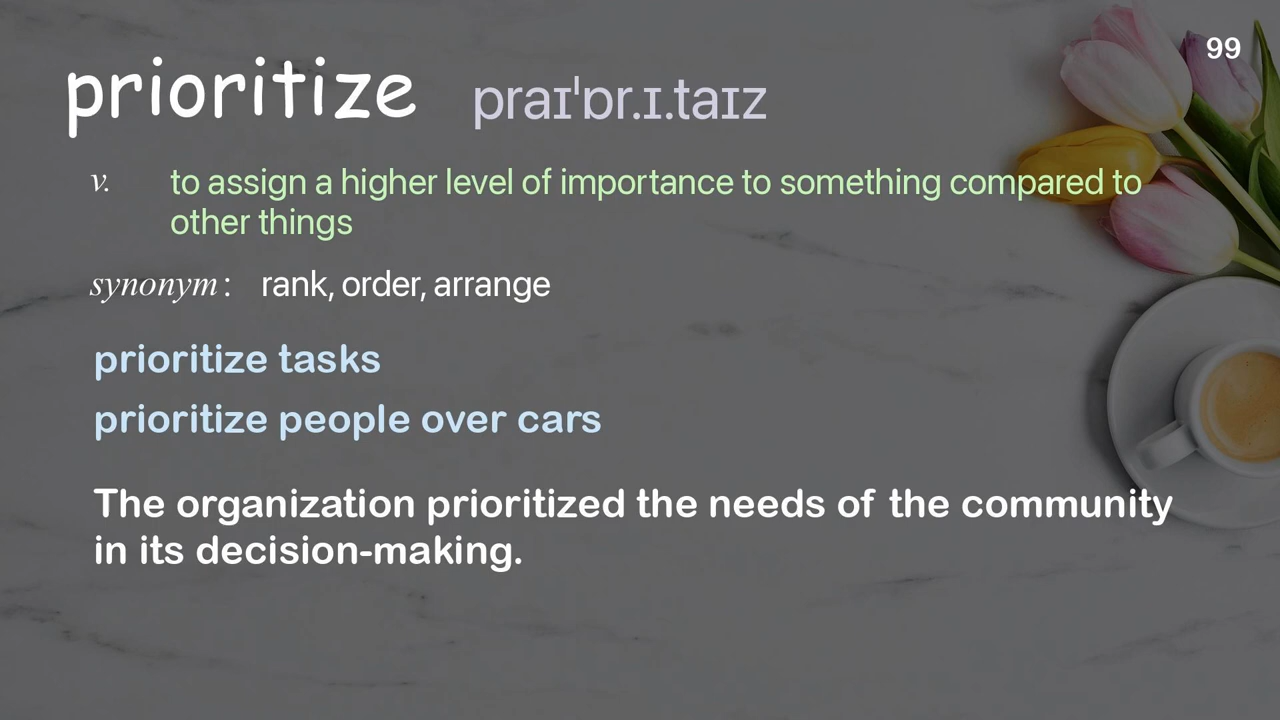 99
prioritize praɪˈɒr.ɪ.taɪz
v. to assign a higher level of importance to something compared to
other things
synonym : rank, order, arrange
prioritize tasks
prioritize people over cars
The organization prioritized the needs of the community
in its decision-making.